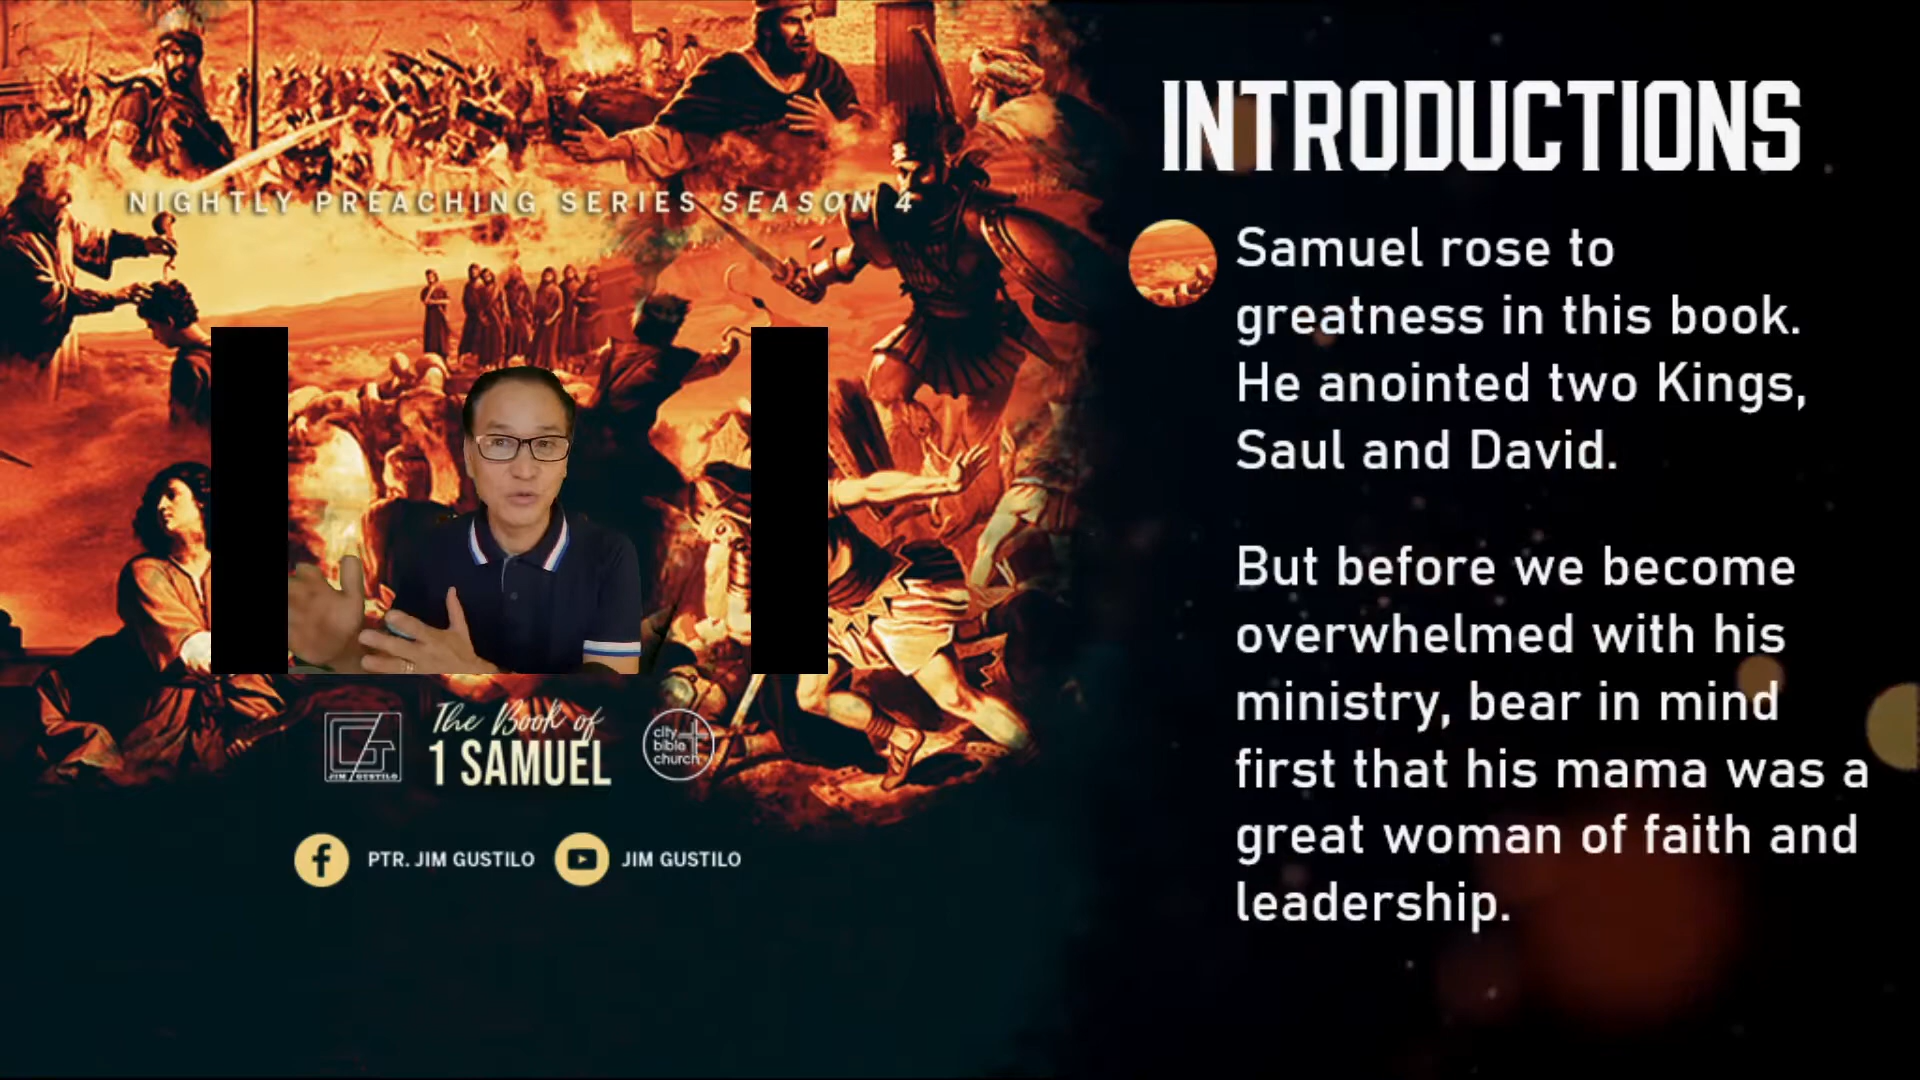 NIGHTLY PREACHING SERIES SEASON 4
JIM GUSTILO
The Book of
1 SAMUEL
city
bible
church
PTR. JIM GUSTILO
JIM GUSTILO
INTRODUCTIONS
Samuel rose to
greatness in this book.
He anointed two Kings,
Saul and David.
But before we become
overwhelmed with his
ministry, bear in mind
first that his mama was a
great woman of faith and
leadership.